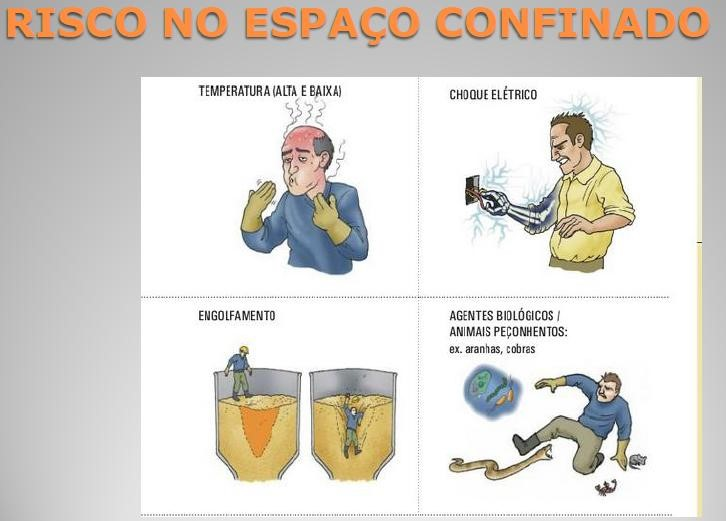 RISCO NO ESPAÇO CONFINADO
TEMPERATURA (ALTA E BAIXA)
CHOQUE ELÉTRICO
ENGOLFAMENTO
AGENTES BIOLÓGICOS /
ANIMAIS PEÇONHENTOS:
ex. aranhas, cobras